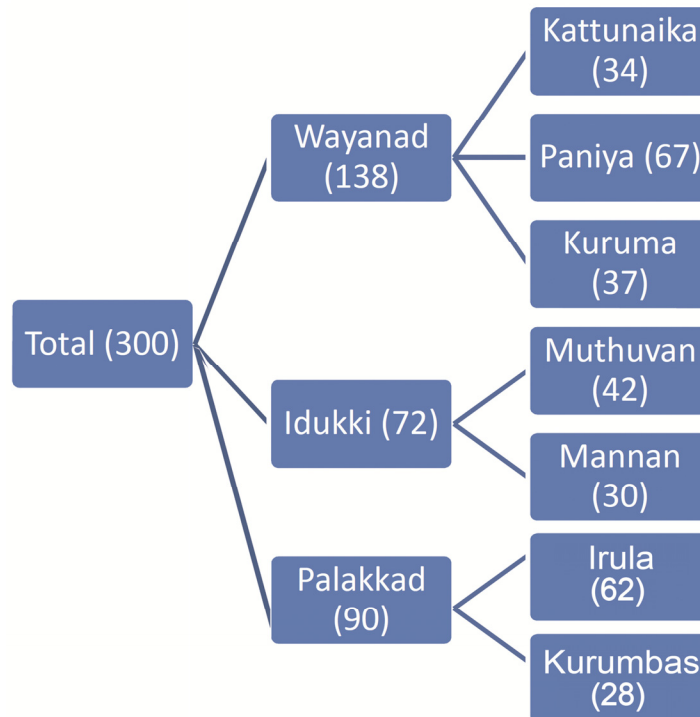 Kattunaika
(34)
Wayanad
(138)
Paniya (67)
Kuruma
(37)
Total (300)
Muthuvan
(42)
Idukki (72)
Mannan
(30)
Irula
(62)
Palakkad
(90)
Kurumbas
(28)